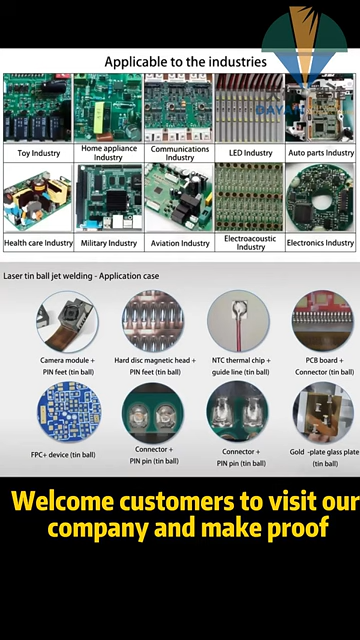 Applicable to the industries
Toy Industry
Home appliance
Industry
Communications
Industry
LED Industry
Auto parts Industry
Health care Industry
Military Industry
Aviation Industry
Electroacoustic
Industry
Electronics Industry
Laser tin ball jet welding - Application case
Camera module +
PIN feet (tin ball)
Hard disc magnetic head +
PIN feet (tin ball)
NTC thermal chip +
guide line (tin ball)
PCB board +
Connector (tin ball)
FPC+ device (tin ball)
Connector +
PIN pin (tin ball)
Connector +
PIN pin (tin ball)
Gold -plate glass plate
(tin ball)
Welcome customers to visit our
company and make proof